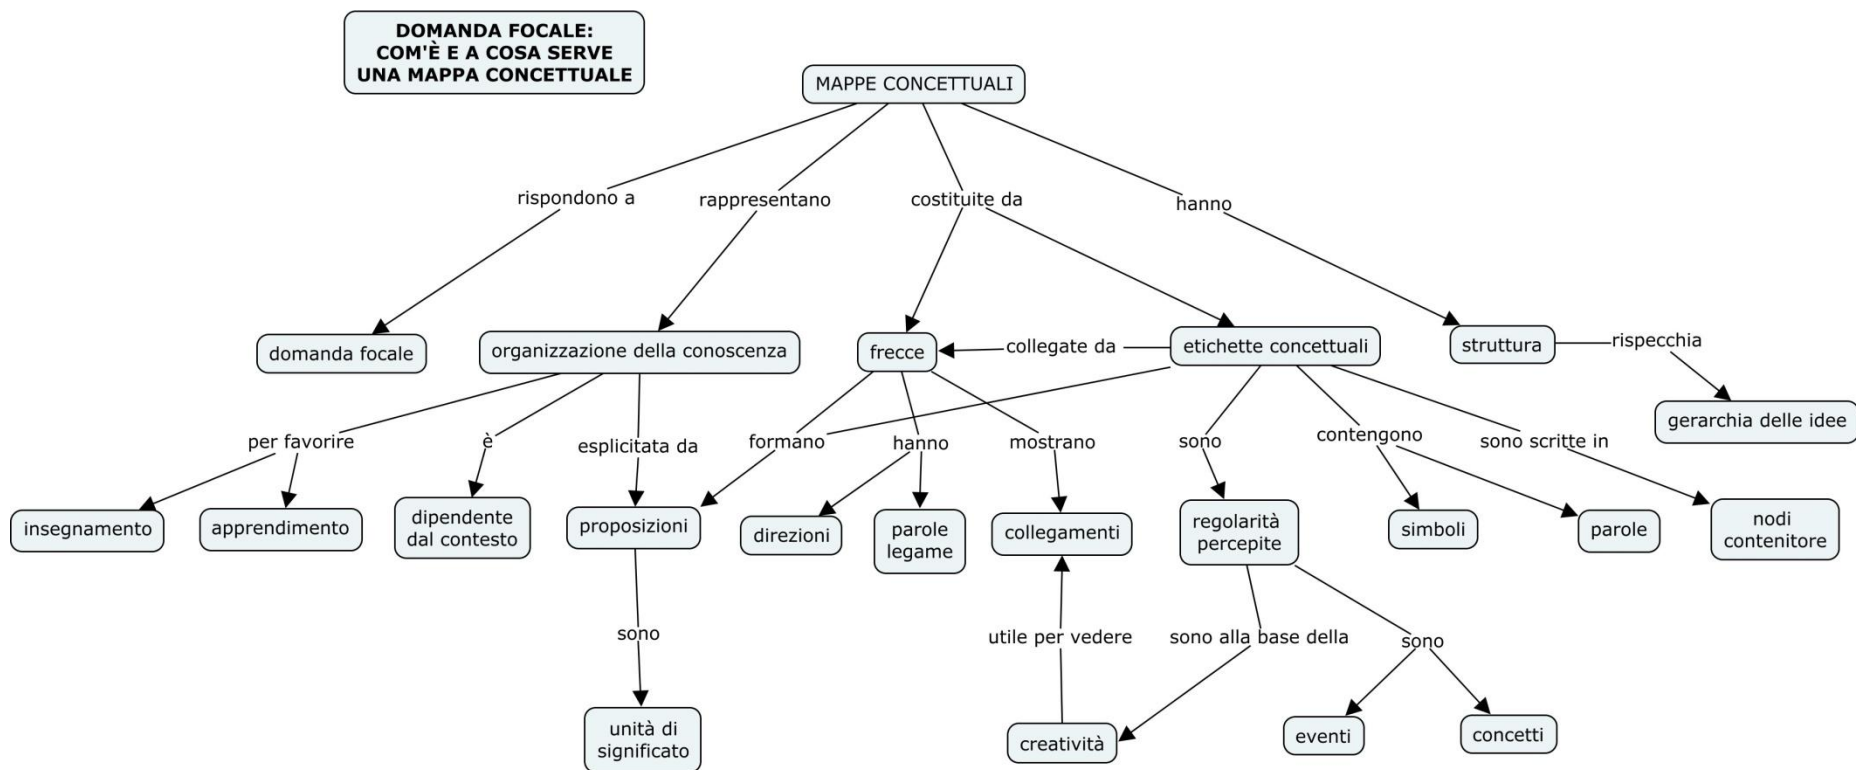 DOMANDA FOCALE:
COM'È E A COSA SERVE
UNA MAPPA CONCETTUALE
MAPPE CONCETTUALI
rispondono a
rappresentano
costituite da
hanno
domanda focale
organizzazione della conoscenza
frecce
collegate da
etichette concettuali
struttura
rispecchia
gerarchia delle idee
per favorire
è
esplicitata da
formano
hanno
mostrano
sono
contengono
sono scritte in
insegnamento
apprendimento
dipendente
dal contesto
proposizioni
direzioni
parole
legame
collegamenti
regolarità
percepite
simboli
parole
nodi
contenitore
sono
utile per vedere
sono alla base della
sono
unità di
significato
creatività
eventi
concetti